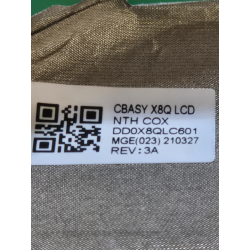 CBASY X8Q LCD
NTH COX
DD0X8QLC601
MGE(023) 210327
REV:3A